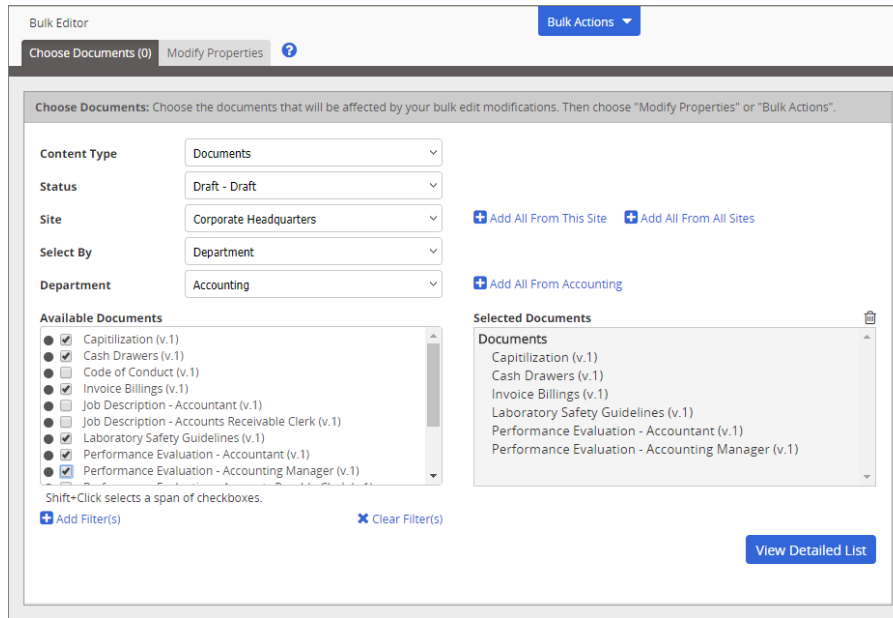 Bulk Editor
Bulk Actions
Choose Documents (0) Modify Properties ?
Choose Documents: Choose the documents that will be affected by your bulk edit modifications. Then choose "Modify Properties" or "Bulk Actions".
Content Type Documents
Status Draft - Draft
Site Corporate Headquarters Add All From This Site Add All From All Sites
Select By Department
Department Accounting Add All From Accounting
Available Documents
Capitilization (v.1)
Cash Drawers (v.1)
Code of Conduct (v.1)
Invoice Billings (v.1)
Job Description - Accountant (v.1)
Job Description - Accounts Receivable Clerk (v.1)
Laboratory Safety Guidelines (v.1)
Performance Evaluation - Accountant (v.1)
Performance Evaluation - Accounting Manager (v.1)
Shift+Click selects a span of checkboxes.
Add Filter(s) Clear Filter(s)
Selected Documents
Documents
Capitilization (v.1)
Cash Drawers (v.1)
Invoice Billings (v.1)
Laboratory Safety Guidelines (v.1)
Performance Evaluation - Accountant (v.1)
Performance Evaluation - Accounting Manager (v.1)
View Detailed List